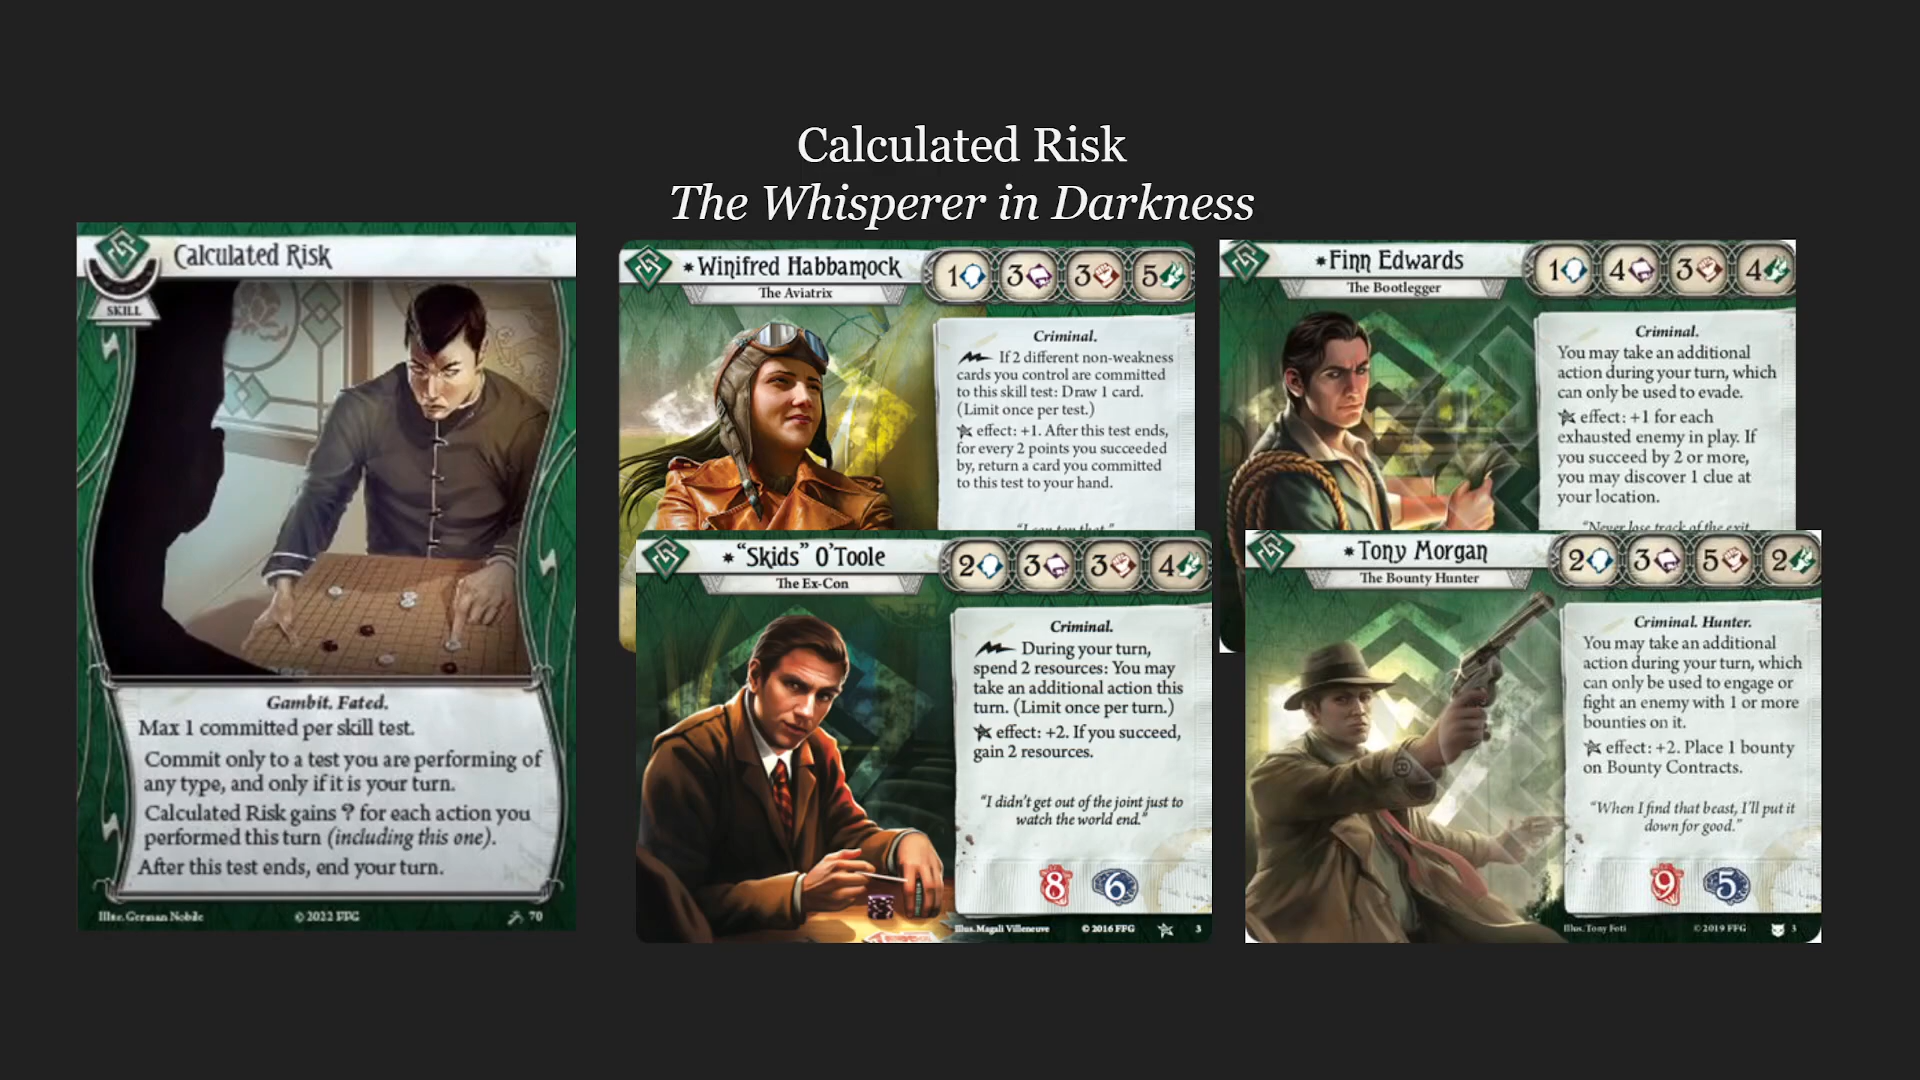 Calculated Risk
The Whisperer in Darkness
Calculated Risk
SKILL
Gambit. Fated.
Max 1 committed per skill test.
Commit only to a test you are performing of
any type, and only if it is your turn.
Calculated Risk gains ? for each action you
performed this turn (including this one).
After this test ends, end your turn.
Illus. German Nobile
© 2022 FFG
70
*Winifred Habbamock
1 3 3 5
The Aviatrix
Criminal.
If 2 different non-weakness
cards you control are committed
to this skill test: Draw 1 card.
(Limit once per test.)
effect: +1. After this test ends,
for every 2 points you succeeded
by, return a card you committed
to this test to your hand.
*Finn Edwards
1 4 3 4
The Bootlegger
Criminal.
You may take an additional
action during your turn, which
can only be used to evade.
effect: +1 for each
exhausted enemy in play. If
you succeed by 2 or more,
you may discover 1 clue at
your location.
"Never lose track of the exit
*"Skids" O'Toole
2 3 3 4
The Ex-Con
Criminal.
During your turn,
spend 2 resources: You may
take an additional action this
turn. (Limit once per turn.)
effect: +2. If you succeed,
gain 2 resources.
"I didn't get out of the joint just to
watch the world end."
8 6
Illus. Magali Villeneuve
© 2016 FFG
3
*Tony Morgan
2 3 5 2
The Bounty Hunter
Criminal. Hunter.
You may take an additional
action during your turn, which
can only be used to engage or
fight an enemy with 1 or more
bounties on it.
effect: +2. Place 1 bounty
on Bounty Contracts.
"When I find that beast, I'll put it
down for good."
9 5
Illus. Tony Foti
© 2019 FFG
3